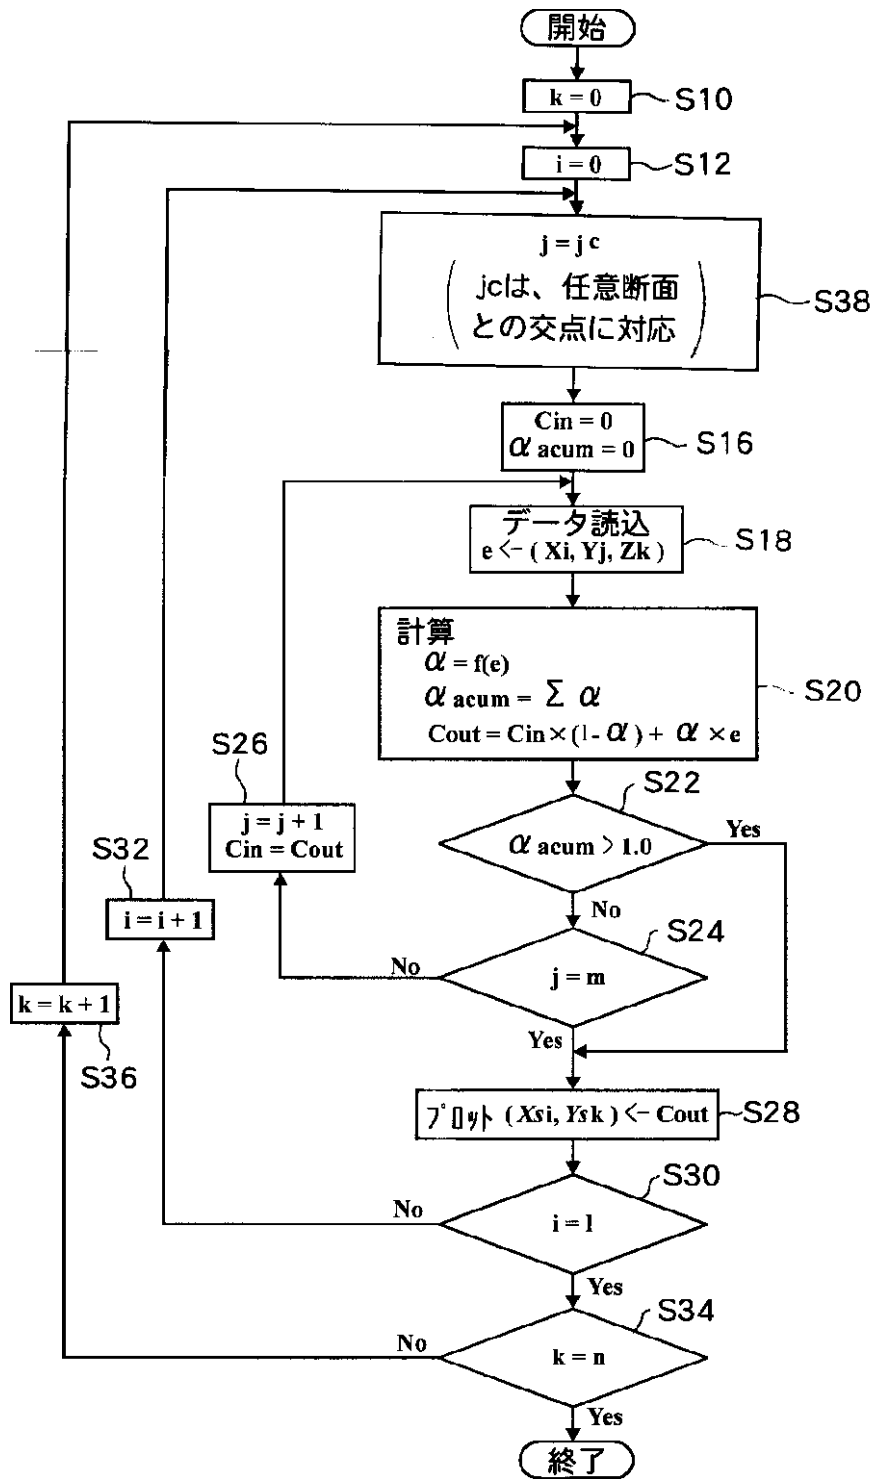 開始
k = 0
S10
i = 0
S12
j = jc
jcは、任意断面
との交点に対応
S38
Cin = 0
α acum = 0
S16
データ読込
e <- ( Xi, Yj, Zk )
S18
計算
α = f(e)
α acum = Σ α
Cout = Cin × (1- α ) + α × e
S20
S22
α acum > 1.0
Yes
No
S26
j = j + 1
Cin = Cout
S24
j = m
No
Yes
S32
i = i + 1
k = k + 1
S36
プロット ( Xsi, Ysk ) <- Cout
S28
S30
i = l
No
Yes
S34
k = n
No
Yes
終了